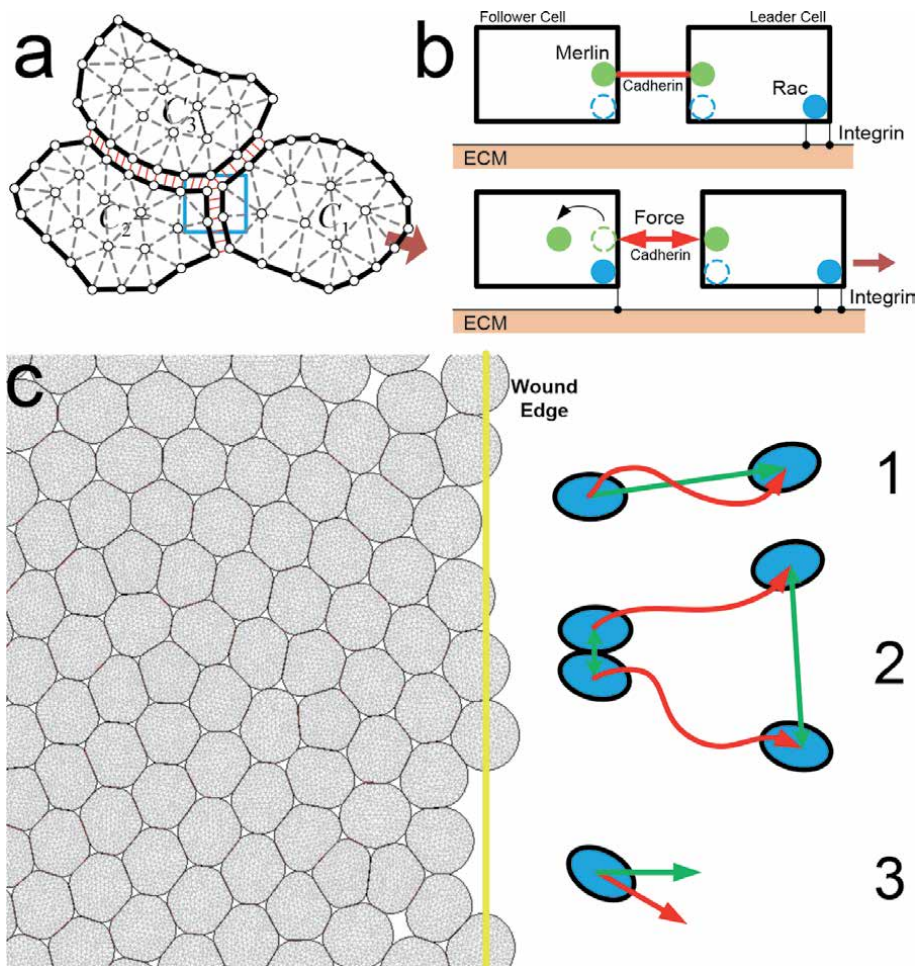 a
C3
C2
C1
b
Follower Cell
Leader Cell
Merlin
Cadherin
Rac
Integrin
ECM
Force
Cadherin
Integrin
ECM
c
Wound
Edge
1
2
3